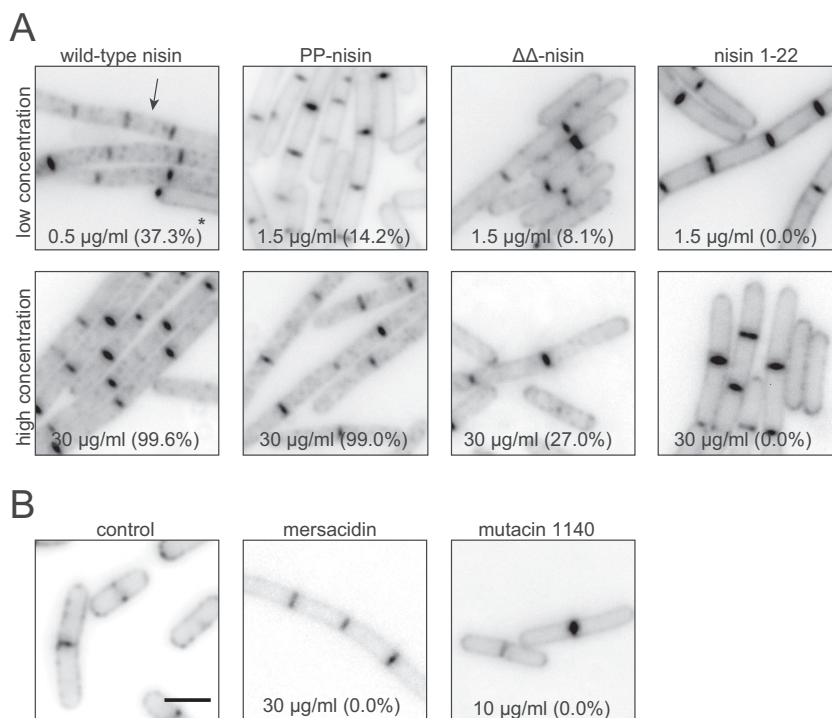 A
wild-type nisin PP-nisin ΔΔ-nisin nisin 1-22
low concentration
*
0.5 µg/ml (37.3%) 1.5 µg/ml (14.2%) 1.5 µg/ml (8.1%) 1.5 µg/ml (0.0%)
high concentration
30 µg/ml (99.6%) 30 µg/ml (99.0%) 30 µg/ml (27.0%) 30 µg/ml (0.0%)
B
control mersacidin mutacin 1140
30 µg/ml (0.0%) 10 µg/ml (0.0%)